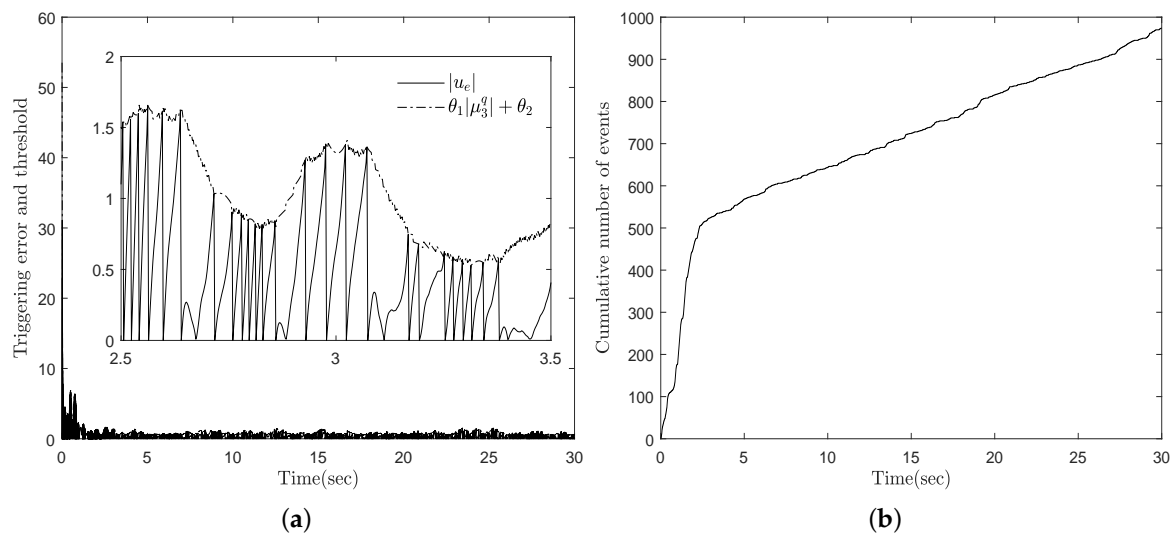 60
50
40
30
20
10
0
Triggering error and threshold
2
1.5
1
0.5
0
2.5 3 3.5
|u_e|
θ_1|μ_3^q| + θ_2
0 5 10 15 20 25 30
Time(sec)
(a)
1000
900
800
700
600
500
400
300
200
100
0
Cumulative number of events
0 5 10 15 20 25 30
Time(sec)
(b)